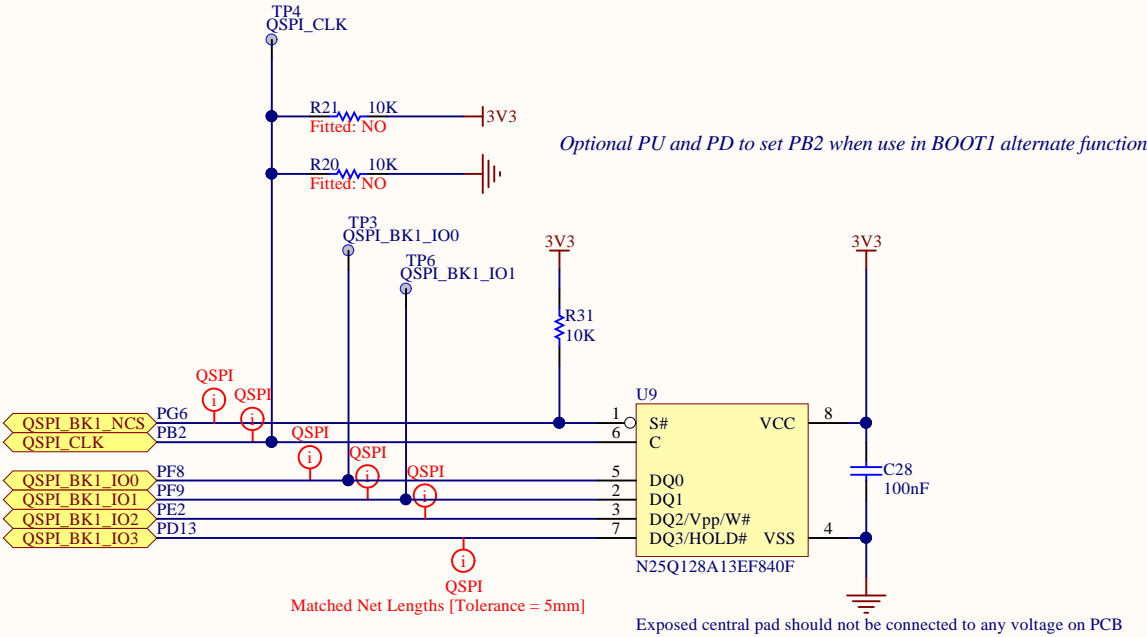 TP4
QSPI_CLK
R21 10K
3V3
Fitted: NO
Optional PU and PD to set PB2 when use in BOOT1 alternate function
R20 10K
Fitted: NO
TP3
QSPI_BK1_IO0
3V3
3V3
TP6
QSPI_BK1_IO1
R31
10K
QSPI
QSPI
U9
QSPI_BK1_NCS PG6
1 S#
VCC 8
QSPI_CLK PB2
6 C
QSPI
QSPI
QSPI
QSPI_BK1_IO0 PF8
5 DQ0
C28
100nF
QSPI_BK1_IO1 PF9
2 DQ1
QSPI_BK1_IO2 PE2
3 DQ2/Vpp/W#
QSPI_BK1_IO3 PD13
7 DQ3/HOLD#
VSS 4
N25Q128A13EF840F
QSPI
Matched Net Lengths [Tolerance = 5mm]
Exposed central pad should not be connected to any voltage on PCB